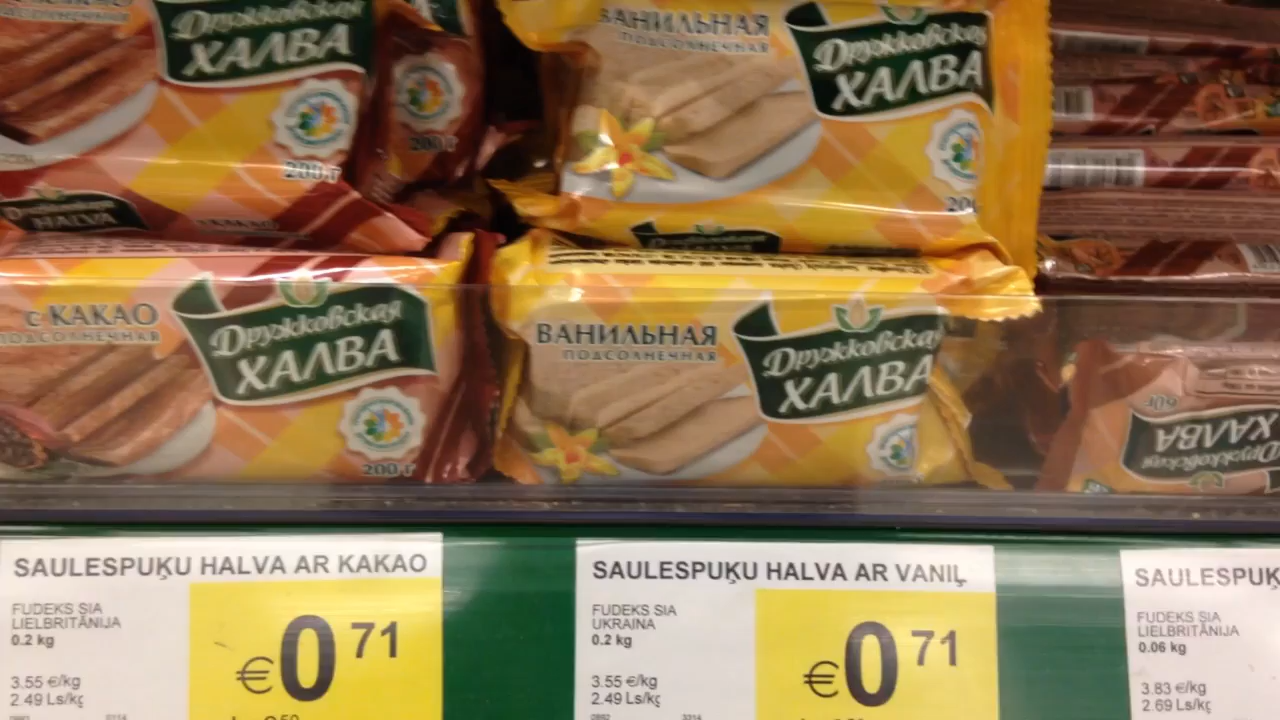 Дружковская
ХАЛВА
200 г
200 г
HALVA
ВАНИЛЬНАЯ
ПОДСОЛНЕЧНАЯ
Дружковская
ХАЛВА
с КАКАО
ПОДСОЛНЕЧНАЯ
Дружковская
ХАЛВА
200 г
ВАНИЛЬНАЯ
ПОДСОЛНЕЧНАЯ
Дружковская
ХАЛВА
60г
Дружковская
ХАЛВА
SAULESPUĶU HALVA AR KAKAO
FUDEKS SIA
LIELBRITĀNIJA
0.2 kg
€0 71
3.55 €/kg
2.49 Ls/kg
SAULESPUĶU HALVA AR VANIĻ
FUDEKS SIA
UKRAINA
0.2 kg
€0 71
3.55 €/kg
2.49 Ls/kg
SAULESPUĶ
FUDEKS SIA
LIELBRITĀNIJA
0.06 kg
3.83 €/kg
2.69 Ls/kg